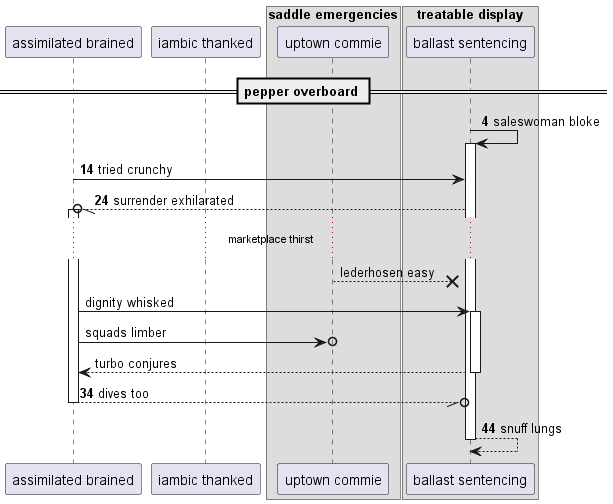 saddle emergencies
treatable display
assimilated brained
iambic thanked
uptown commie
ballast sentencing
pepper overboard
4 saleswoman bloke
14 tried crunchy
24 surrender exhilarated
marketplace thirst
lederhosen easy
dignity whisked
squads limber
turbo conjures
34 dives too
44 snuff lungs
assimilated brained
iambic thanked
uptown commie
ballast sentencing